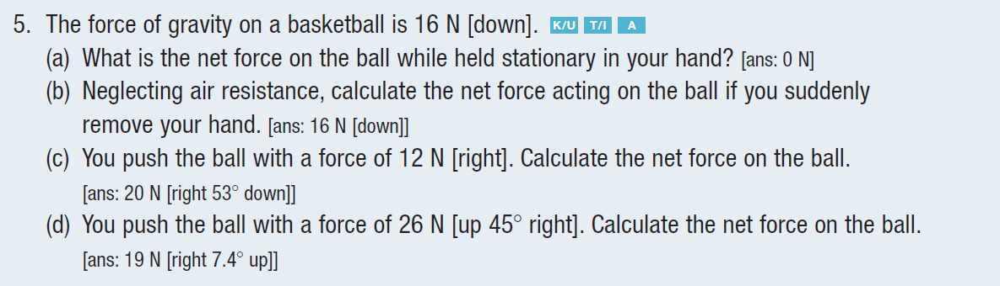 5. The force of gravity on a basketball is 16 N [down]. K/U T/I A
(a) What is the net force on the ball while held stationary in your hand? [ans: 0 N]
(b) Neglecting air resistance, calculate the net force acting on the ball if you suddenly
remove your hand. [ans: 16 N [down]]
(c) You push the ball with a force of 12 N [right]. Calculate the net force on the ball.
[ans: 20 N [right 53° down]]
(d) You push the ball with a force of 26 N [up 45° right]. Calculate the net force on the ball.
[ans: 19 N [right 7.4° up]]